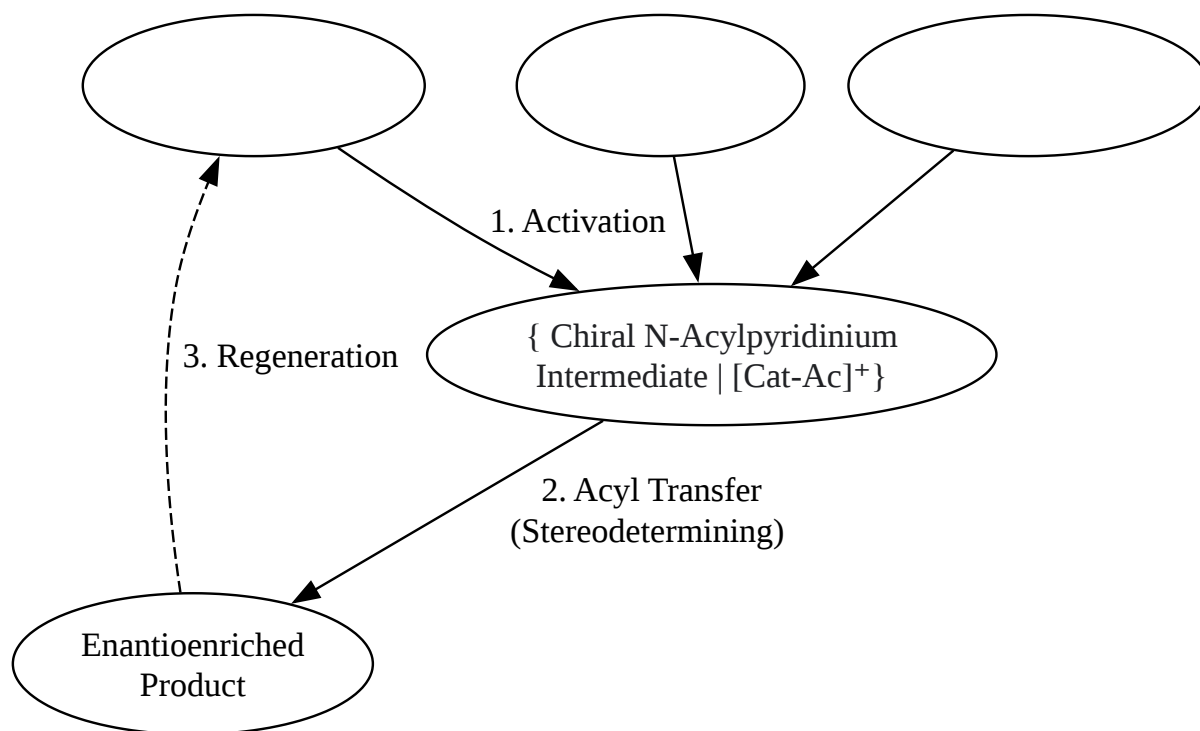 1. Activation
{ Chiral N-Acylpyridinium
Intermediate | [Cat-Ac]⁺}
3. Regeneration
2. Acyl Transfer
(Stereodetermining)
Enantioenriched
Product